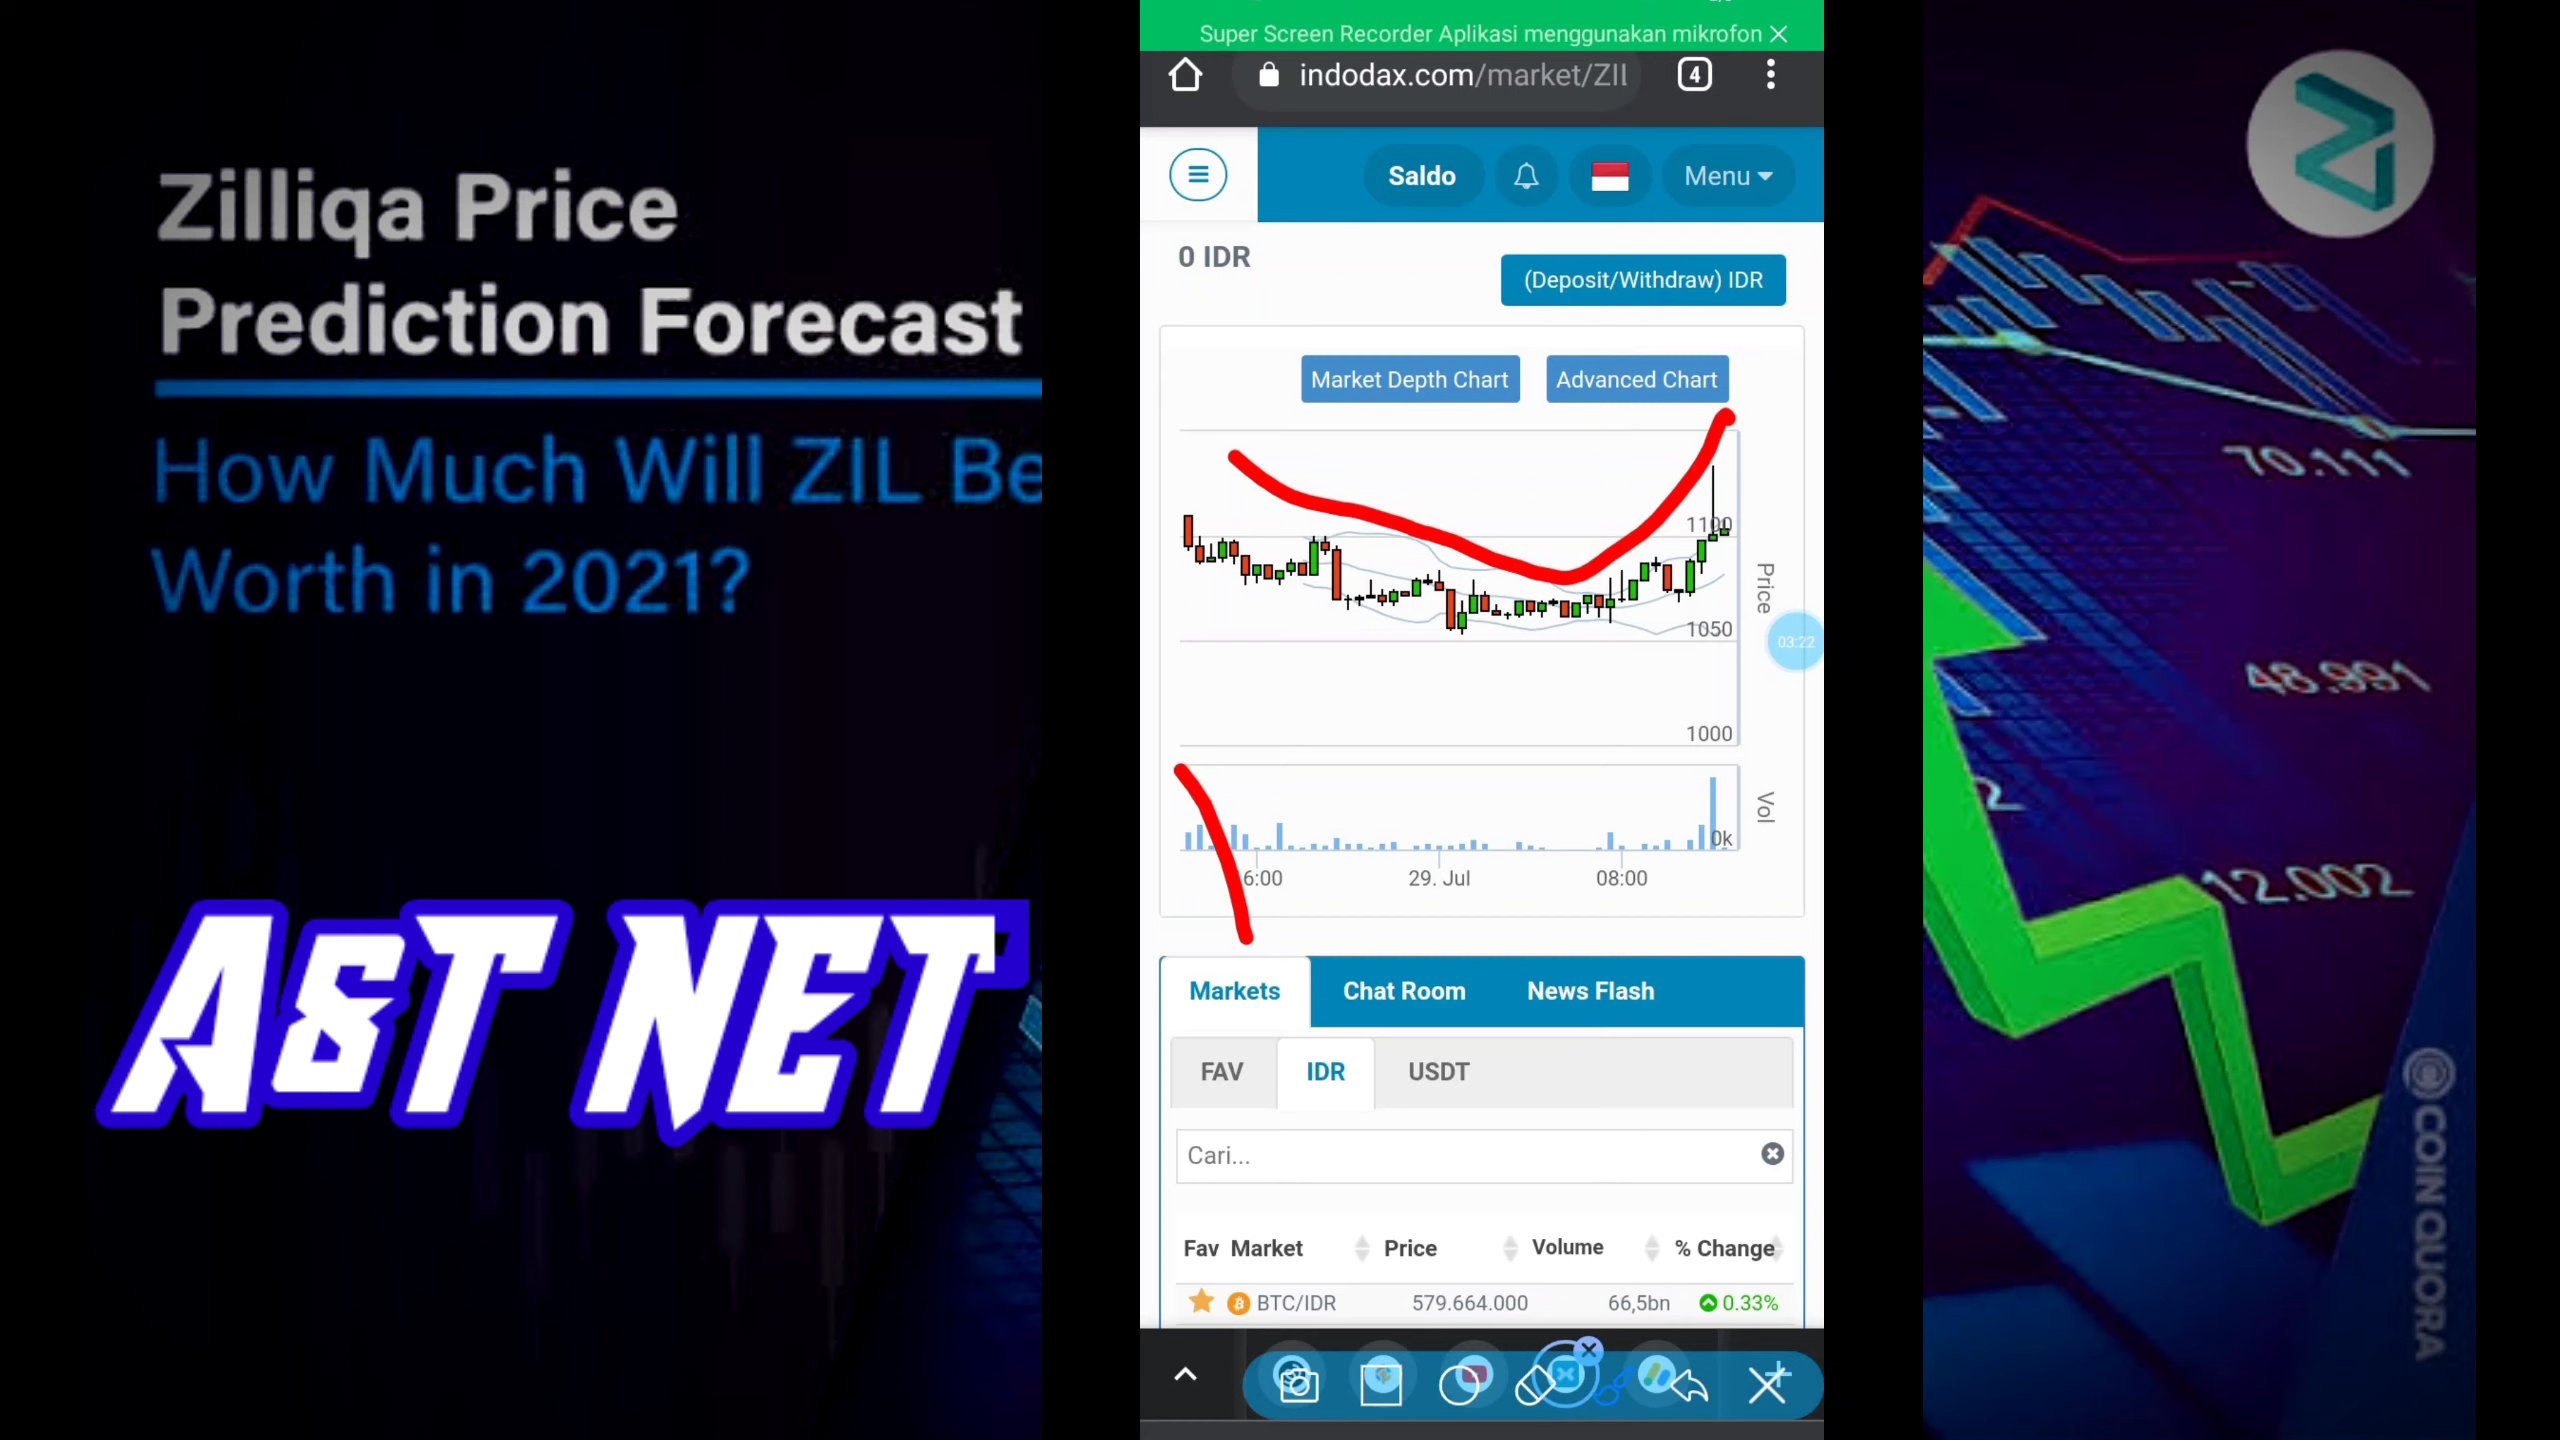 Zilliqa Price
Prediction Forecast
How Much Will ZIL Be
Worth in 2021?
A&T NET
Super Screen Recorder Aplikasi menggunakan mikrofon
indodax.com/market/ZIL
4
Saldo
Menu
0 IDR
(Deposit/Withdraw) IDR
Market Depth Chart
Advanced Chart
1100
1050
1000
Price
03:22
Vol
0k
6:00
29. Jul
08:00
Markets
Chat Room
News Flash
FAV
IDR
USDT
Cari...
Fav Market Price Volume % Change
BTC/IDR 579.664.000 66,5bn 0.33%
70.111
48.991
12.002
COIN QUORA